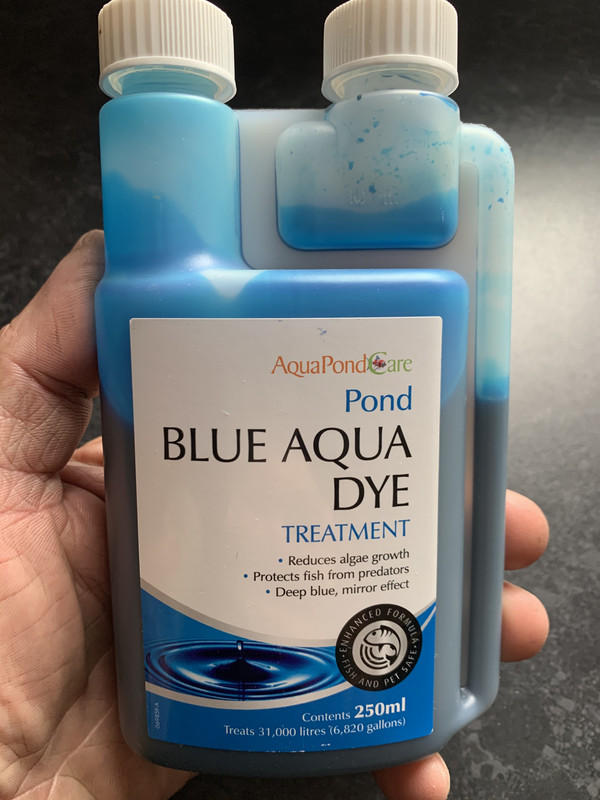 AquaPondCare
Pond
BLUE AQUA
DYE
TREATMENT
• Reduces algae growth
• Protects fish from predators
• Deep blue, mirror effect
• ENHANCED FORMULA •
FISH AND PET SAFE
Contents 250ml
Treats 31,000 litres (6,820 gallons)